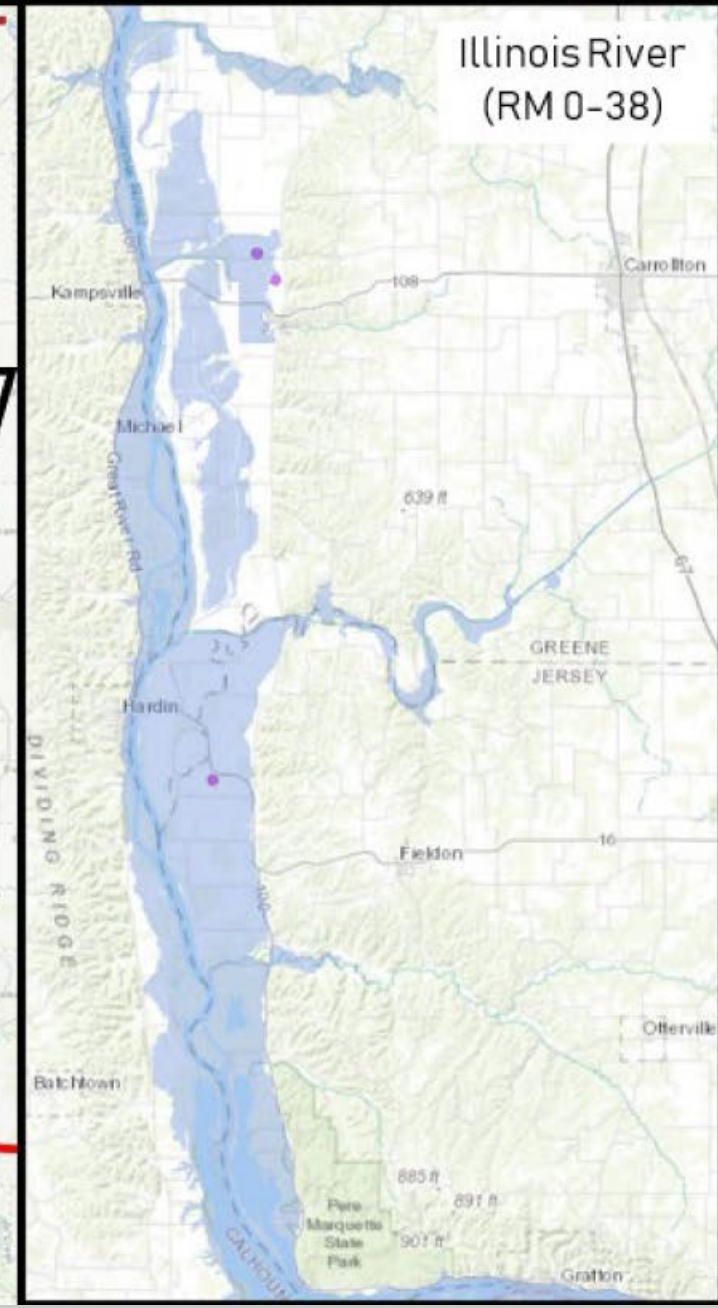 Illinois River
(RM 0-38)
Carrollton
108
Kampsville
Michael
Great River Rd
639 ft
67
GREENE
JERSEY
Hardin
DIVIDING RIDGE
16
Fieldon
100
Otterville
Batchtown
885 ft
891 ft
Pere
Marquette
State
Park
901 ft
CALHOUN
Grafton